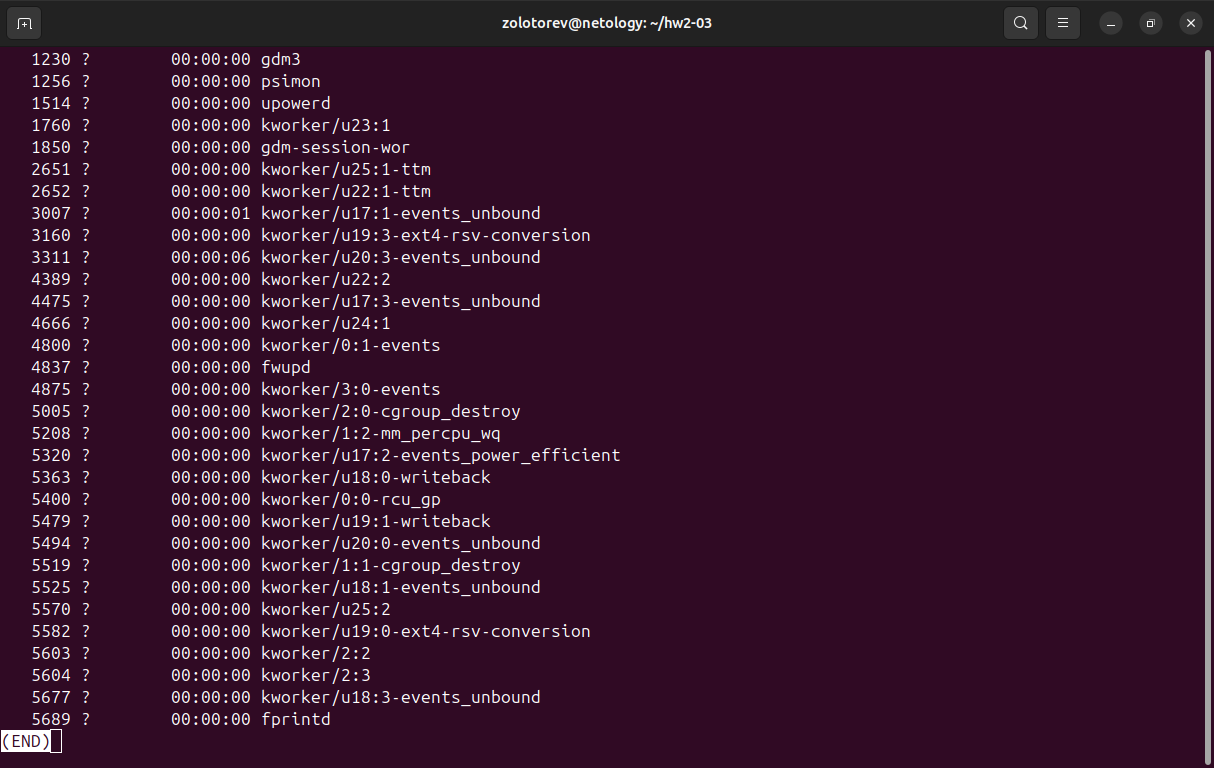 zolotorev@netology: ~/hw2-03
1230 ? 00:00:00 gdm3
1256 ? 00:00:00 psimon
1514 ? 00:00:00 upowerd
1760 ? 00:00:00 kworker/u23:1
1850 ? 00:00:00 gdm-session-wor
2651 ? 00:00:00 kworker/u25:1-ttm
2652 ? 00:00:00 kworker/u22:1-ttm
3007 ? 00:00:01 kworker/u17:1-events_unbound
3160 ? 00:00:00 kworker/u19:3-ext4-rsv-conversion
3311 ? 00:00:06 kworker/u20:3-events_unbound
4389 ? 00:00:00 kworker/u22:2
4475 ? 00:00:00 kworker/u17:3-events_unbound
4666 ? 00:00:00 kworker/u24:1
4800 ? 00:00:00 kworker/0:1-events
4837 ? 00:00:00 fwupd
4875 ? 00:00:00 kworker/3:0-events
5005 ? 00:00:00 kworker/2:0-cgroup_destroy
5208 ? 00:00:00 kworker/1:2-mm_percpu_wq
5320 ? 00:00:00 kworker/u17:2-events_power_efficient
5363 ? 00:00:00 kworker/u18:0-writeback
5400 ? 00:00:00 kworker/0:0-rcu_gp
5479 ? 00:00:00 kworker/u19:1-writeback
5494 ? 00:00:00 kworker/u20:0-events_unbound
5519 ? 00:00:00 kworker/1:1-cgroup_destroy
5525 ? 00:00:00 kworker/u18:1-events_unbound
5570 ? 00:00:00 kworker/u25:2
5582 ? 00:00:00 kworker/u19:0-ext4-rsv-conversion
5603 ? 00:00:00 kworker/2:2
5604 ? 00:00:00 kworker/2:3
5677 ? 00:00:00 kworker/u18:3-events_unbound
5689 ? 00:00:00 fprintd
(END)